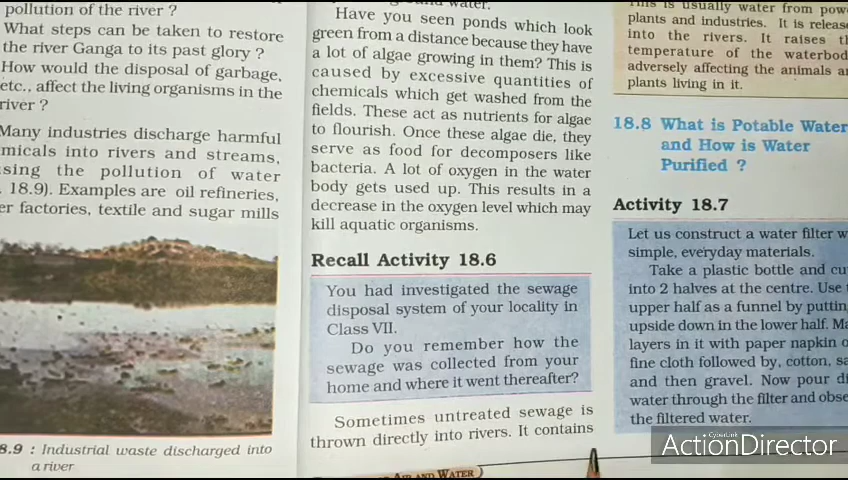 pollution of the river ?
What steps can be taken to restore
the river Ganga to its past glory ?
How would the disposal of garbage,
etc., affect the living organisms in the
river ?
Many industries discharge harmful
micals into rivers and streams,
sing the pollution of water
. 18.9). Examples are oil refineries,
er factories, textile and sugar mills
8.9 : Industrial waste discharged into
a river
water.
Have you seen ponds which look
green from a distance because they have
a lot of algae growing in them? This is
caused by excessive quantities of
chemicals which get washed from the
fields. These act as nutrients for algae
to flourish. Once these algae die, they
serve as food for decomposers like
bacteria. A lot of oxygen in the water
body gets used up. This results in a
decrease in the oxygen level which may
kill aquatic organisms.
Recall Activity 18.6
You had investigated the sewage
disposal system of your locality in
Class VII.
Do you remember how the
sewage was collected from your
home and where it went thereafter?
Sometimes untreated sewage is
thrown directly into rivers. It contains
AIR AND WATER
This is usually water from pow
plants and industries. It is releas
into the rivers. It raises t
temperature of the waterbod
adversely affecting the animals a
plants living in it.
18.8 What is Potable Water
and How is Water
Purified ?
Activity 18.7
Let us construct a water filter w
simple, everyday materials.
Take a plastic bottle and cu
into 2 halves at the centre. Use
upper half as a funnel by puttin
upside down in the lower half. Ma
layers in it with paper napkin o
fine cloth followed by, cotton, sa
and then gravel. Now pour di
water through the filter and obse
the filtered water.
CyberLink
ActionDirector